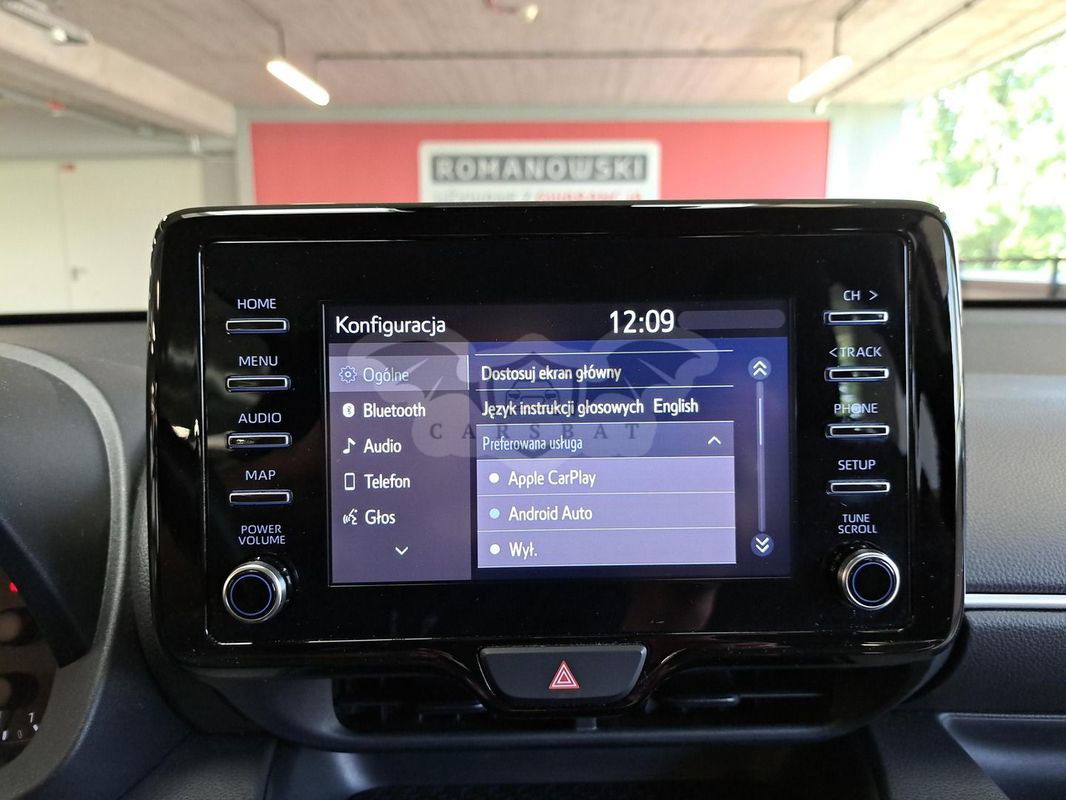 ROMANOWSKI
HOME
MENU
AUDIO
MAP
POWER
VOLUME
Konfiguracja
12:09
Ogólne
Bluetooth
Audio
Telefon
Głos
Dostosuj ekran główny
Język instrukcji głosowych English
Preferowana usługa
Apple CarPlay
Android Auto
Wył.
CARSBAT
CH >
< TRACK
PHONE
SETUP
TUNE
SCROLL